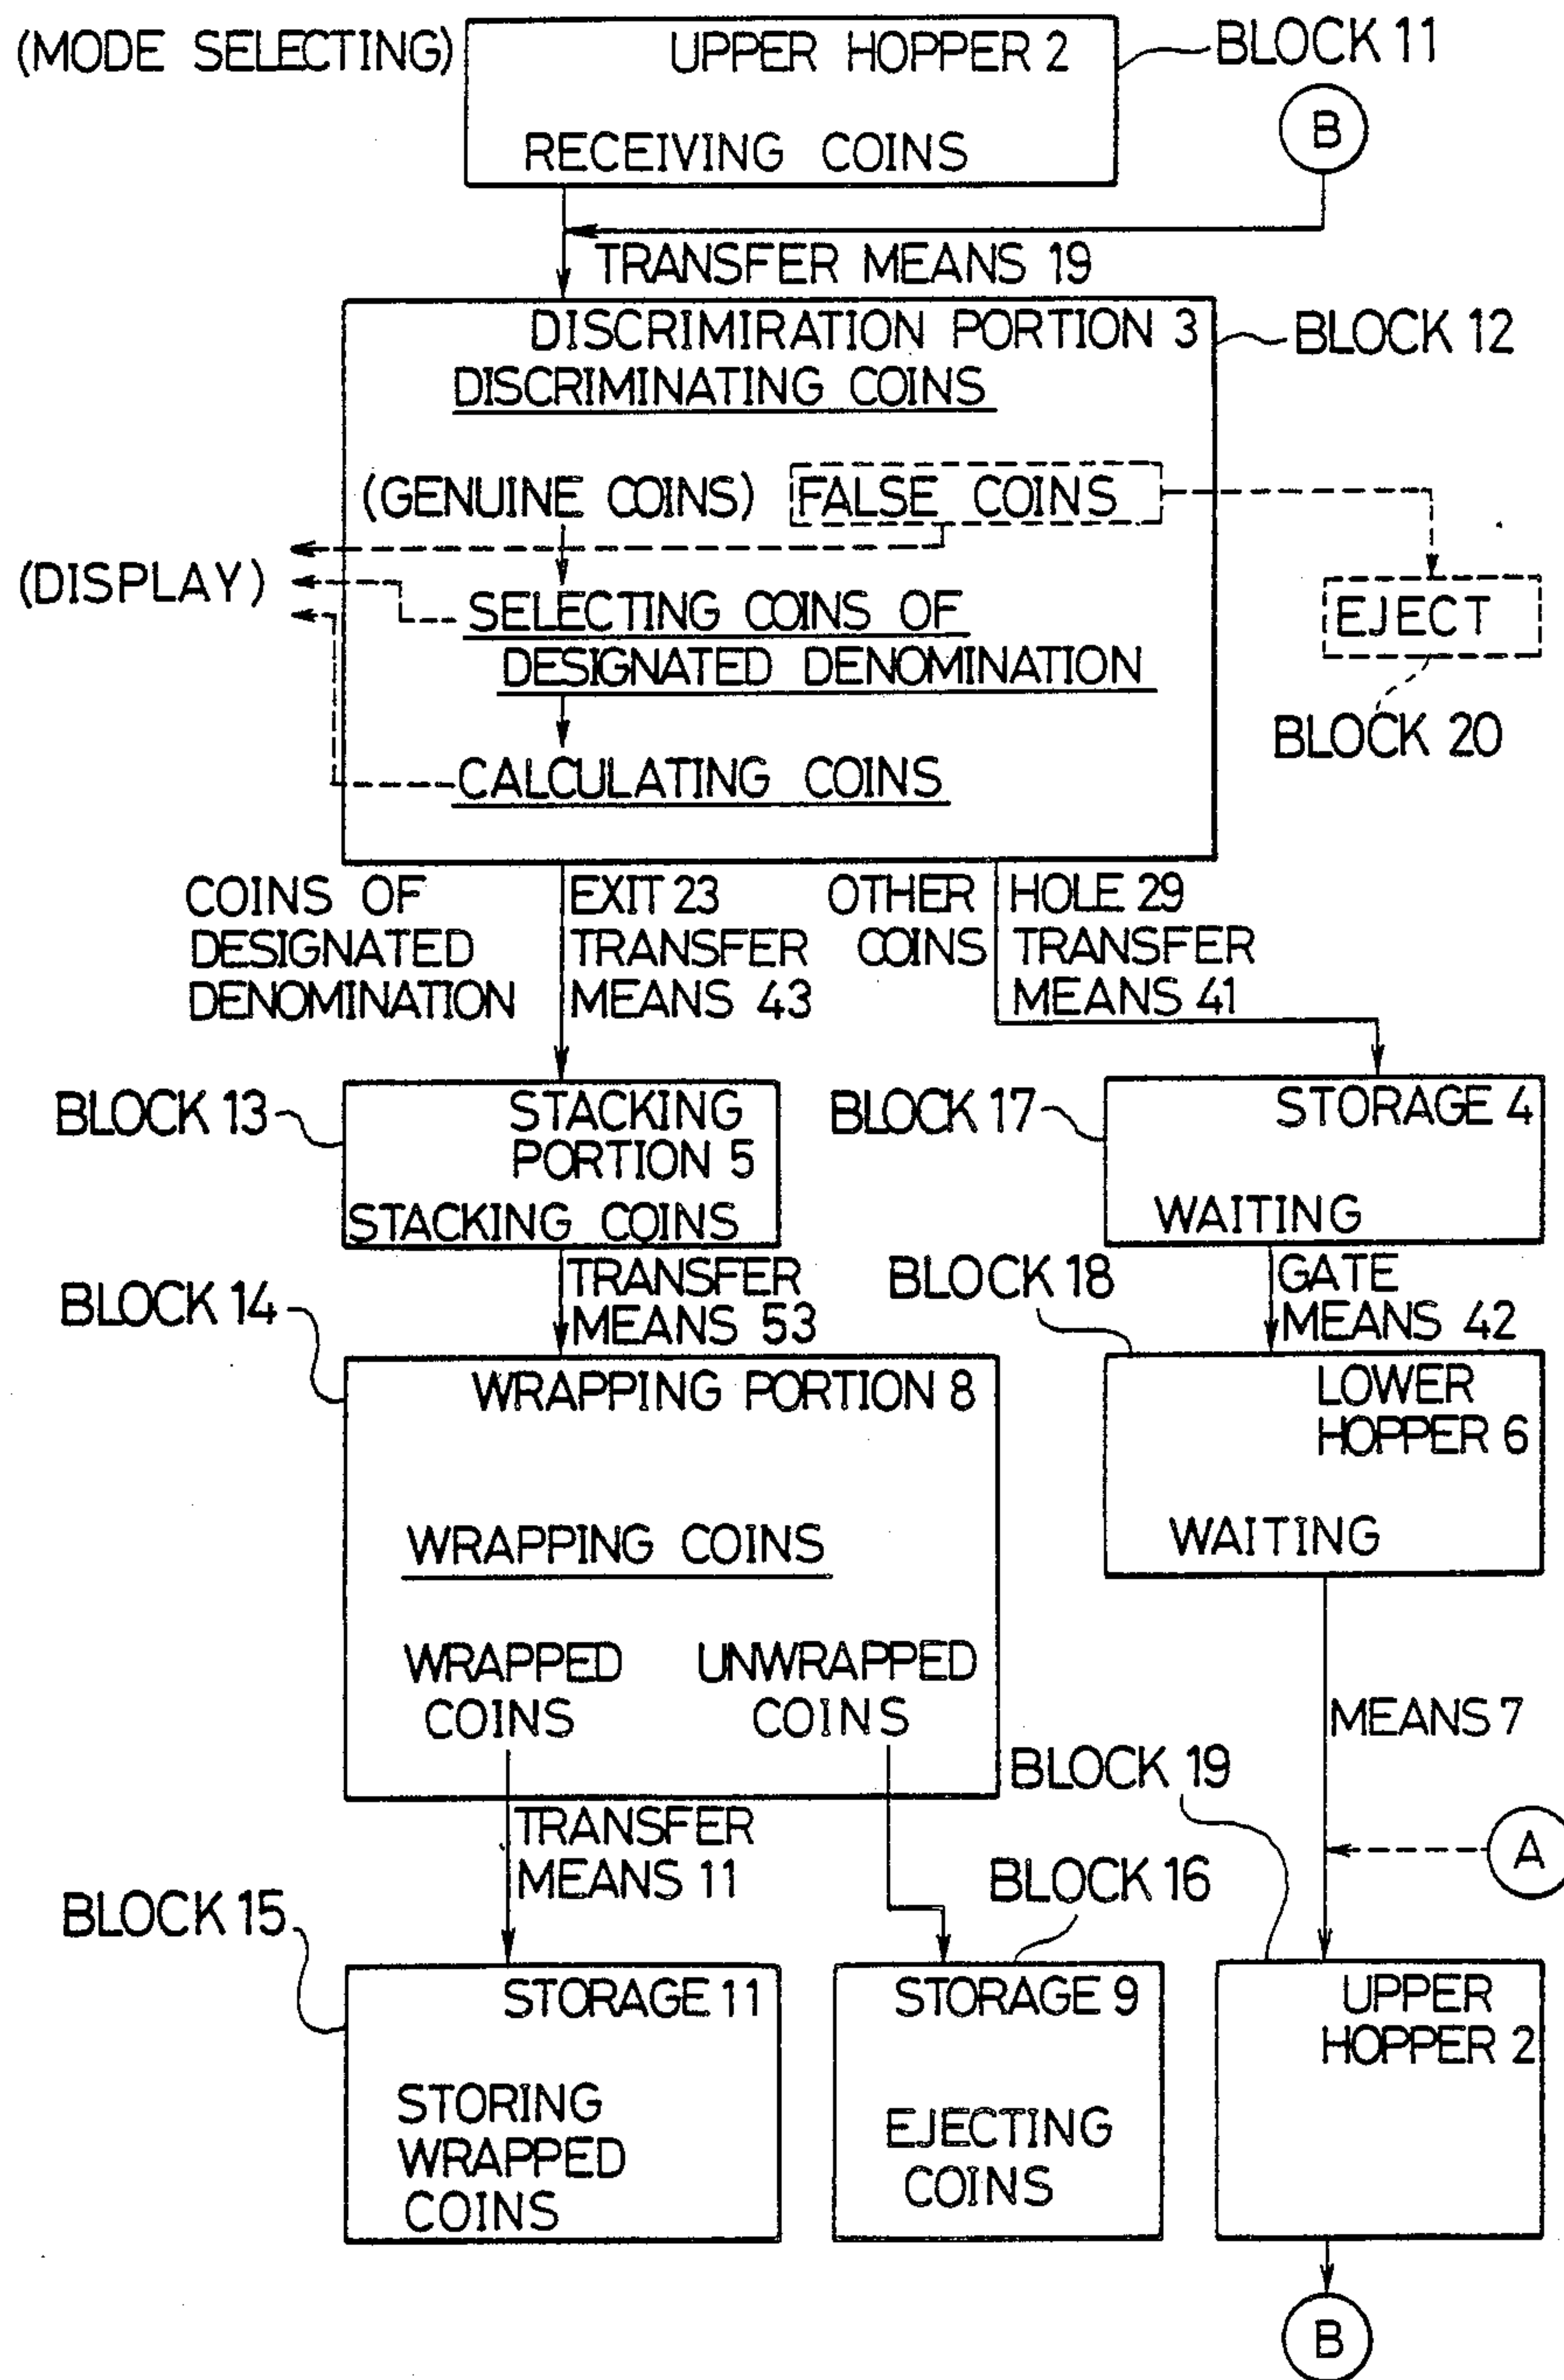 (MODE SELECTING)
UPPER HOPPER 2
BLOCK 11
RECEIVING COINS
B
TRANSFER MEANS 19
DISCRIMIRATION PORTION 3
BLOCK 12
DISCRIMINATING COINS
(GENUINE COINS)
FALSE COINS
(DISPLAY)
SELECTING COINS OF
DESIGNATED DENOMINATION
EJECT
BLOCK 20
CALCULATING COINS
COINS OF
DESIGNATED
DENOMINATION
EXIT 23
TRANSFER
MEANS 43
OTHER
COINS
HOLE 29
TRANSFER
MEANS 41
BLOCK 13
STACKING
PORTION 5
STACKING COINS
BLOCK 17
STORAGE 4
WAITING
TRANSFER
MEANS 53
BLOCK 18
GATE
MEANS 42
BLOCK 14
WRAPPING PORTION 8
WRAPPING COINS
WRAPPED
COINS
UNWRAPPED
COINS
LOWER
HOPPER 6
WAITING
MEANS 7
BLOCK 19
A
TRANSFER
MEANS 11
BLOCK 16
BLOCK 15
STORAGE 11
STORING
WRAPPED
COINS
STORAGE 9
EJECTING
COINS
UPPER
HOPPER 2
B